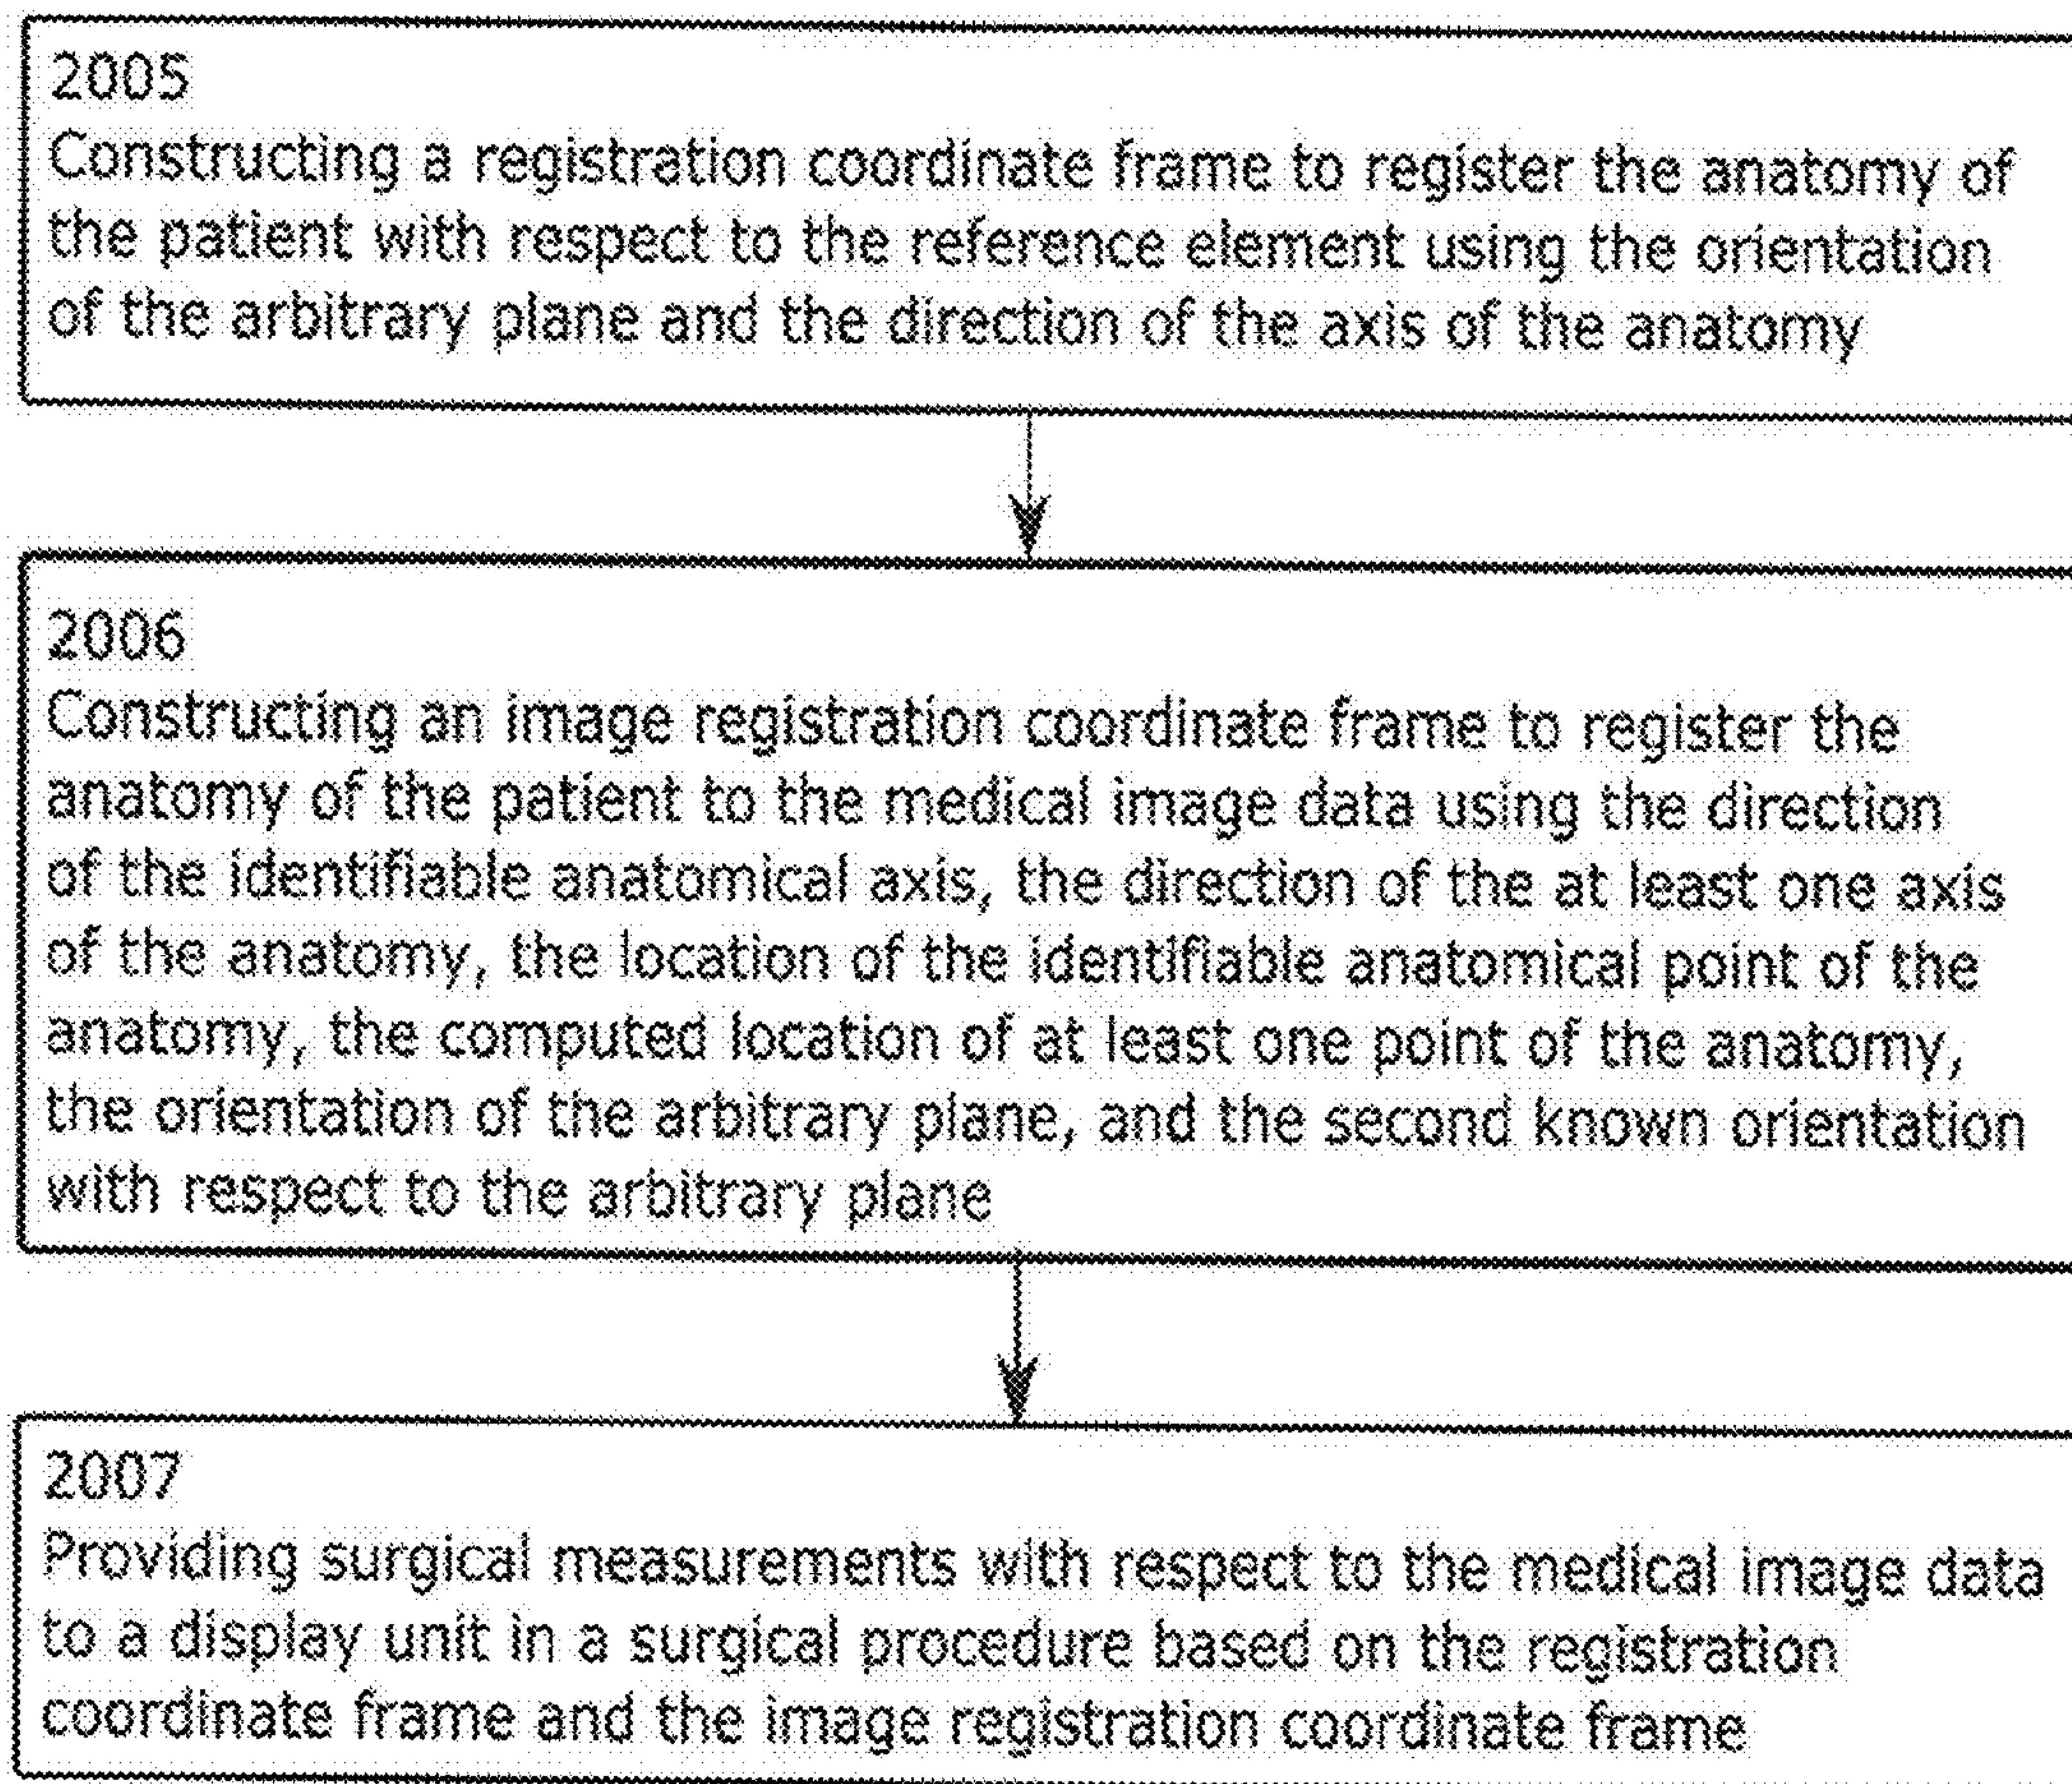 2005
Constructing a registration coordinate frame to register the anatomy of
the patient with respect to the reference element using the orientation
of the arbitrary plane and the direction of the axis of the anatomy
2006
Constructing an image registration coordinate frame to register the
anatomy of the patient to the medical image data using the direction
of the identifiable anatomical axis, the direction of the at least one axis
of the anatomy, the location of the identifiable anatomical point of the
anatomy, the computed location of at least one point of the anatomy,
the orientation of the arbitrary plane, and the second known orientation
with respect to the arbitrary plane
2007
Providing surgical measurements with respect to the medical image data
to a display unit in a surgical procedure based on the registration
coordinate frame and the image registration coordinate frame